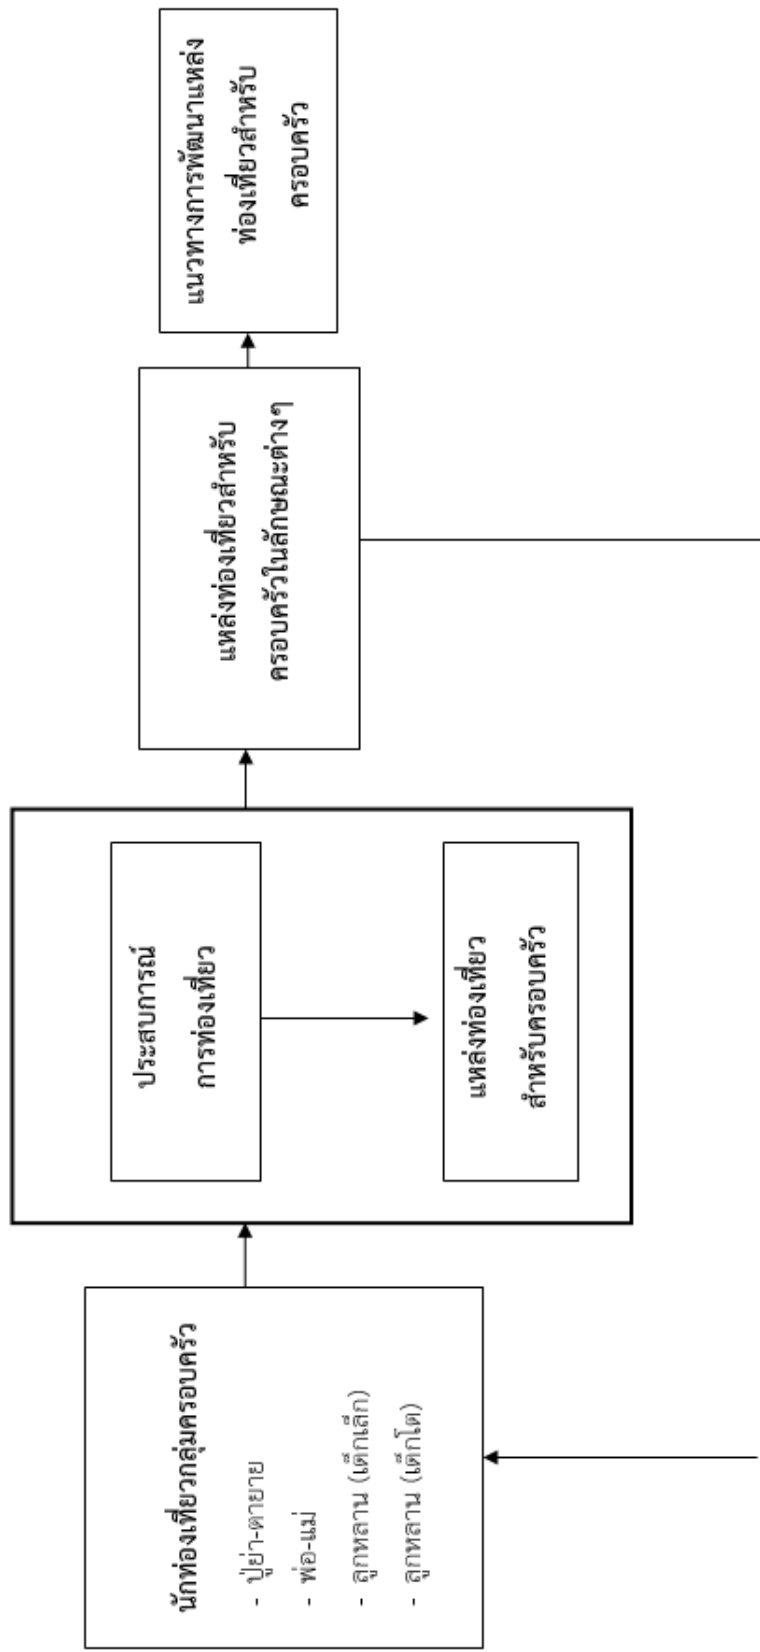 นักท่องเที่ยวกลุ่มครอบครัว
- ปู่ย่า-ตายาย
- พ่อ-แม่
- ลูกหลาน (เด็กเล็ก)
- ลูกหลาน (เด็กโต)
ประสบการณ์
การท่องเที่ยว
แหล่งท่องเที่ยว
สำหรับครอบครัว
แหล่งท่องเที่ยวสำหรับ
ครอบครัวในลักษณะต่างๆ
แนวทางการพัฒนาแหล่ง
ท่องเที่ยวสำหรับ
ครอบครัว